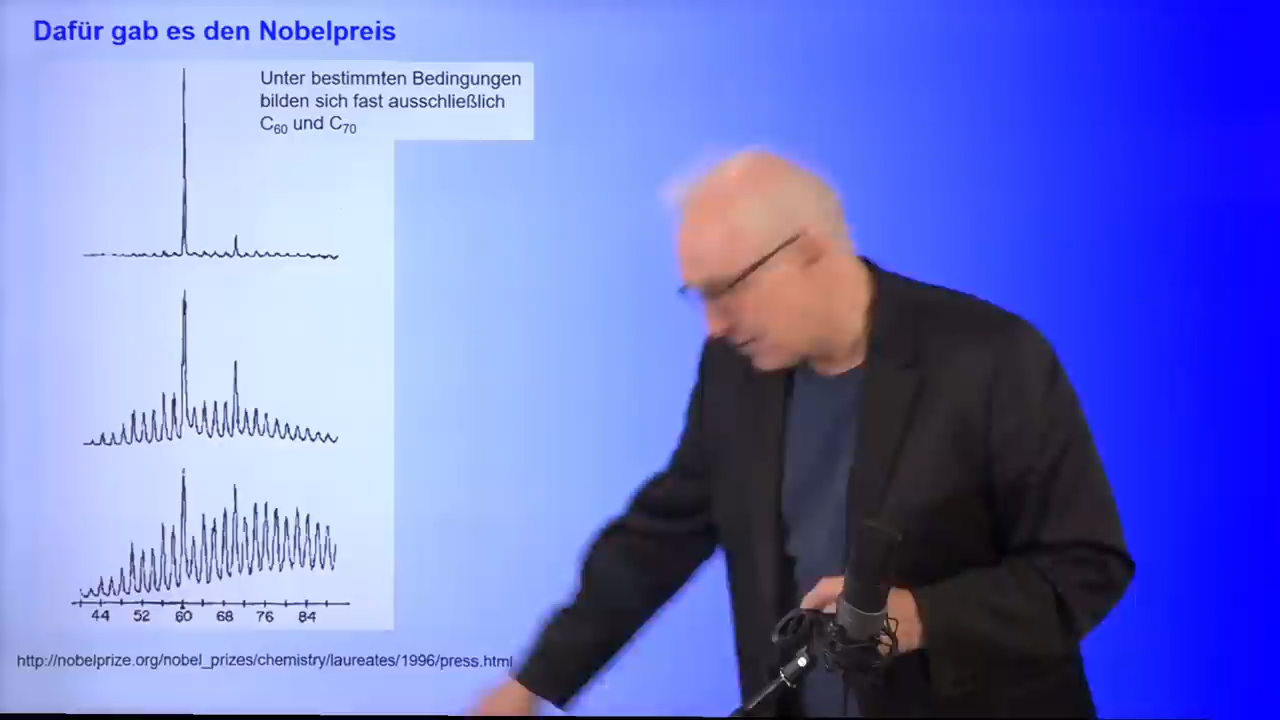 Dafür gab es den Nobelpreis
Unter bestimmten Bedingungen
bilden sich fast ausschließlich
C₆₀ und C₇₀
44 52 60 68 76 84
http://nobelprize.org/nobel_prizes/chemistry/laureates/1996/press.html